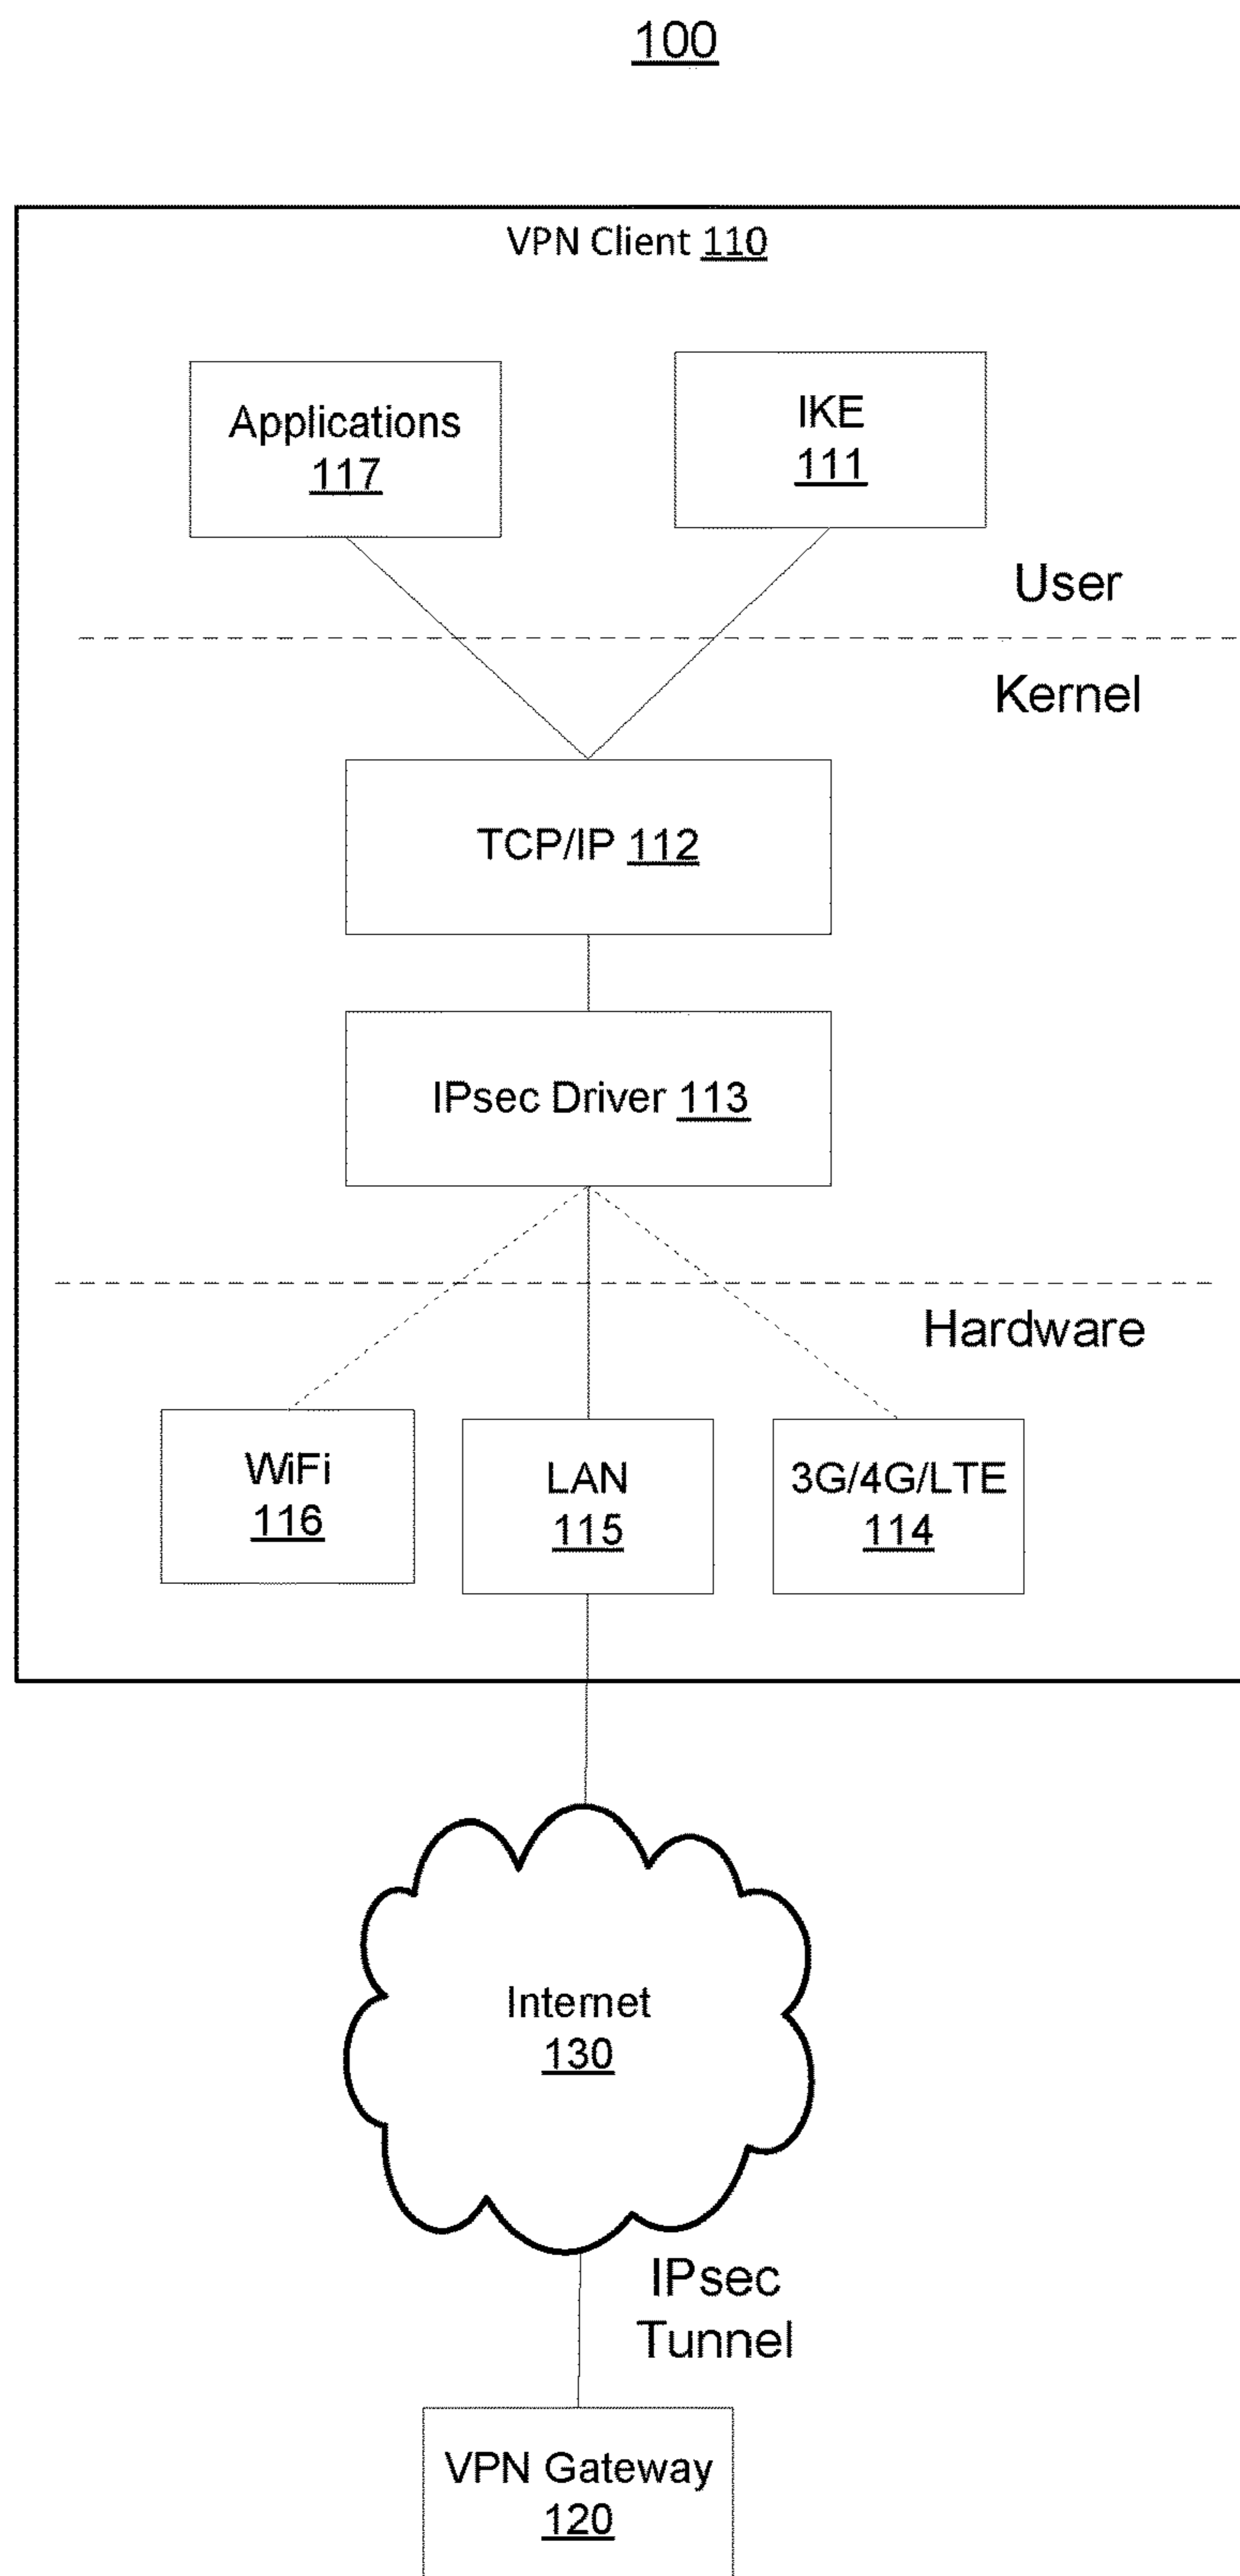 100
VPN Client 110
Applications
117
IKE
111
User
Kernel
TCP/IP 112
IPsec Driver 113
Hardware
WiFi
116
LAN
115
3G/4G/LTE
114
Internet
130
IPsec
Tunnel
VPN Gateway
120